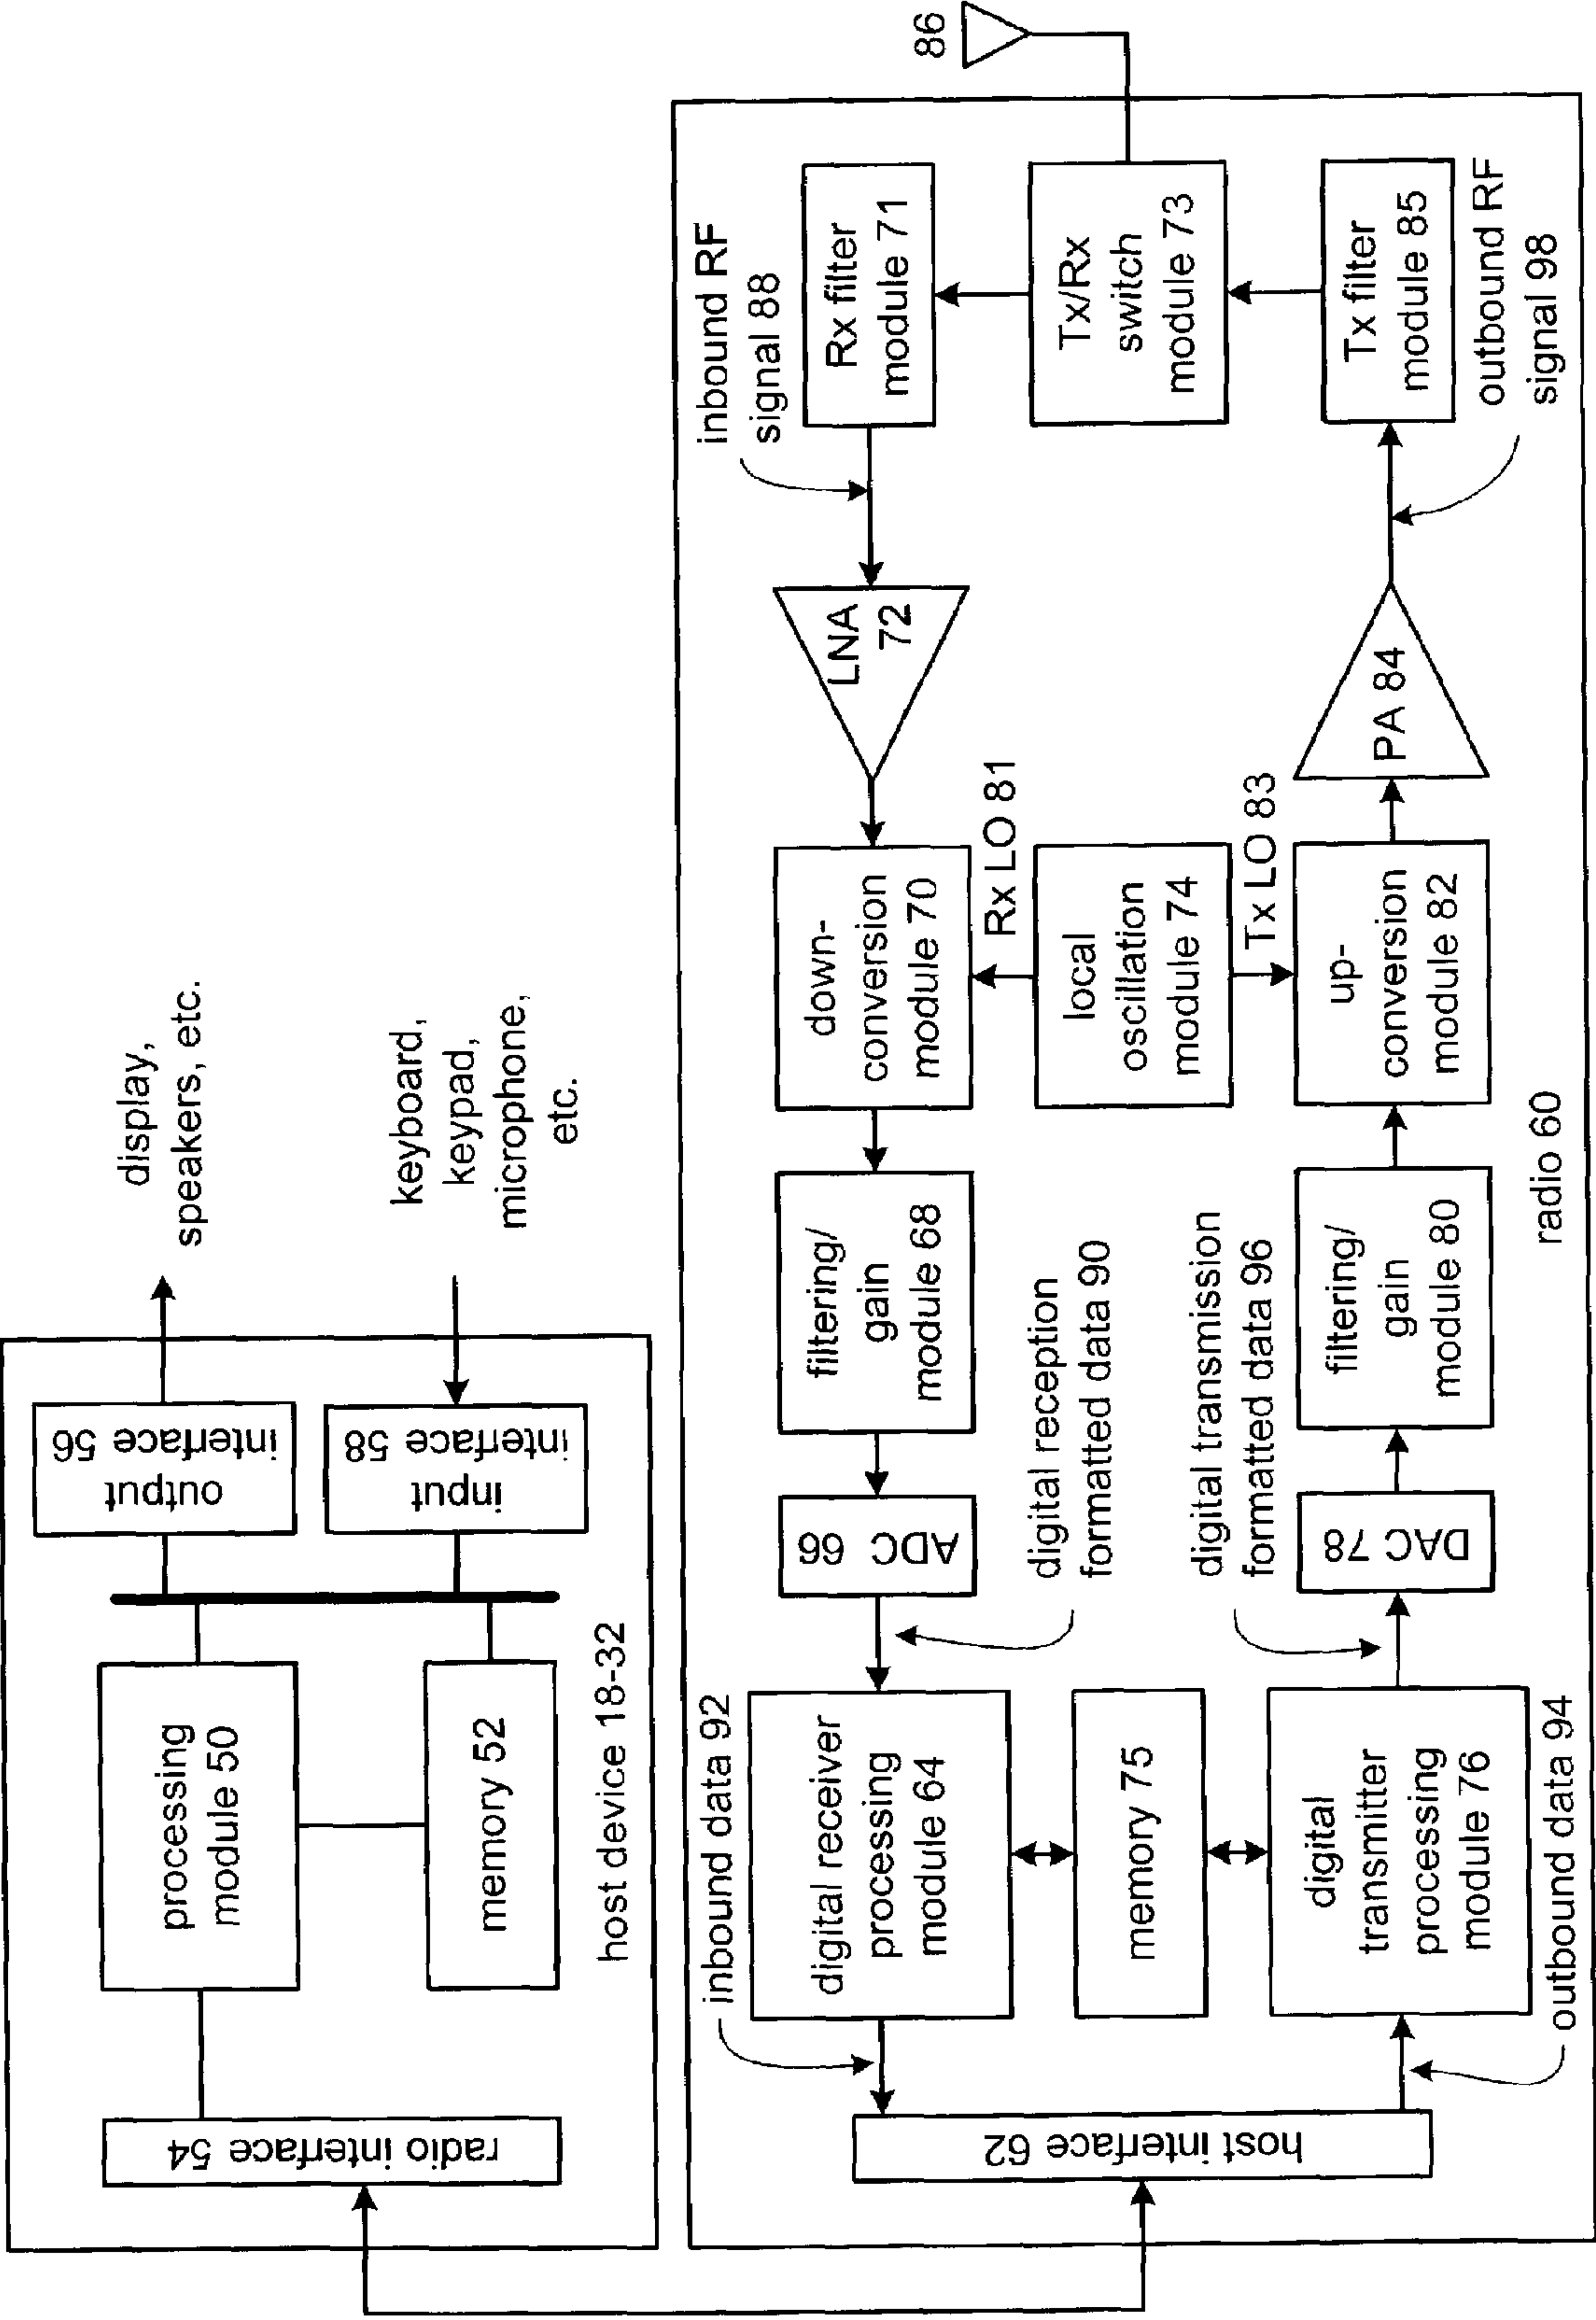 display,
speakers, etc.
keyboard,
keypad,
microphone,
etc.
output
interface 56
input
interface 58
processing
module 50
memory 52
radio interface 54
host device 18-32
86
inbound RF
signal 88
Rx filter
module 71
Tx/Rx
switch
module 73
Tx filter
module 85
outbound RF
signal 98
LNA
72
PA 84
down-
conversion
module 70
Rx LO 81
local
oscillation
module 74
Tx LO 83
up-
conversion
module 82
filtering/
gain
module 68
filtering/
gain
module 80
ADC 66
digital reception
formatted data 90
digital transmission
formatted data 96
DAC 78
inbound data 92
digital receiver
processing
module 64
memory 75
digital
transmitter
processing
module 76
outbound data 94
host interface 62
radio 60